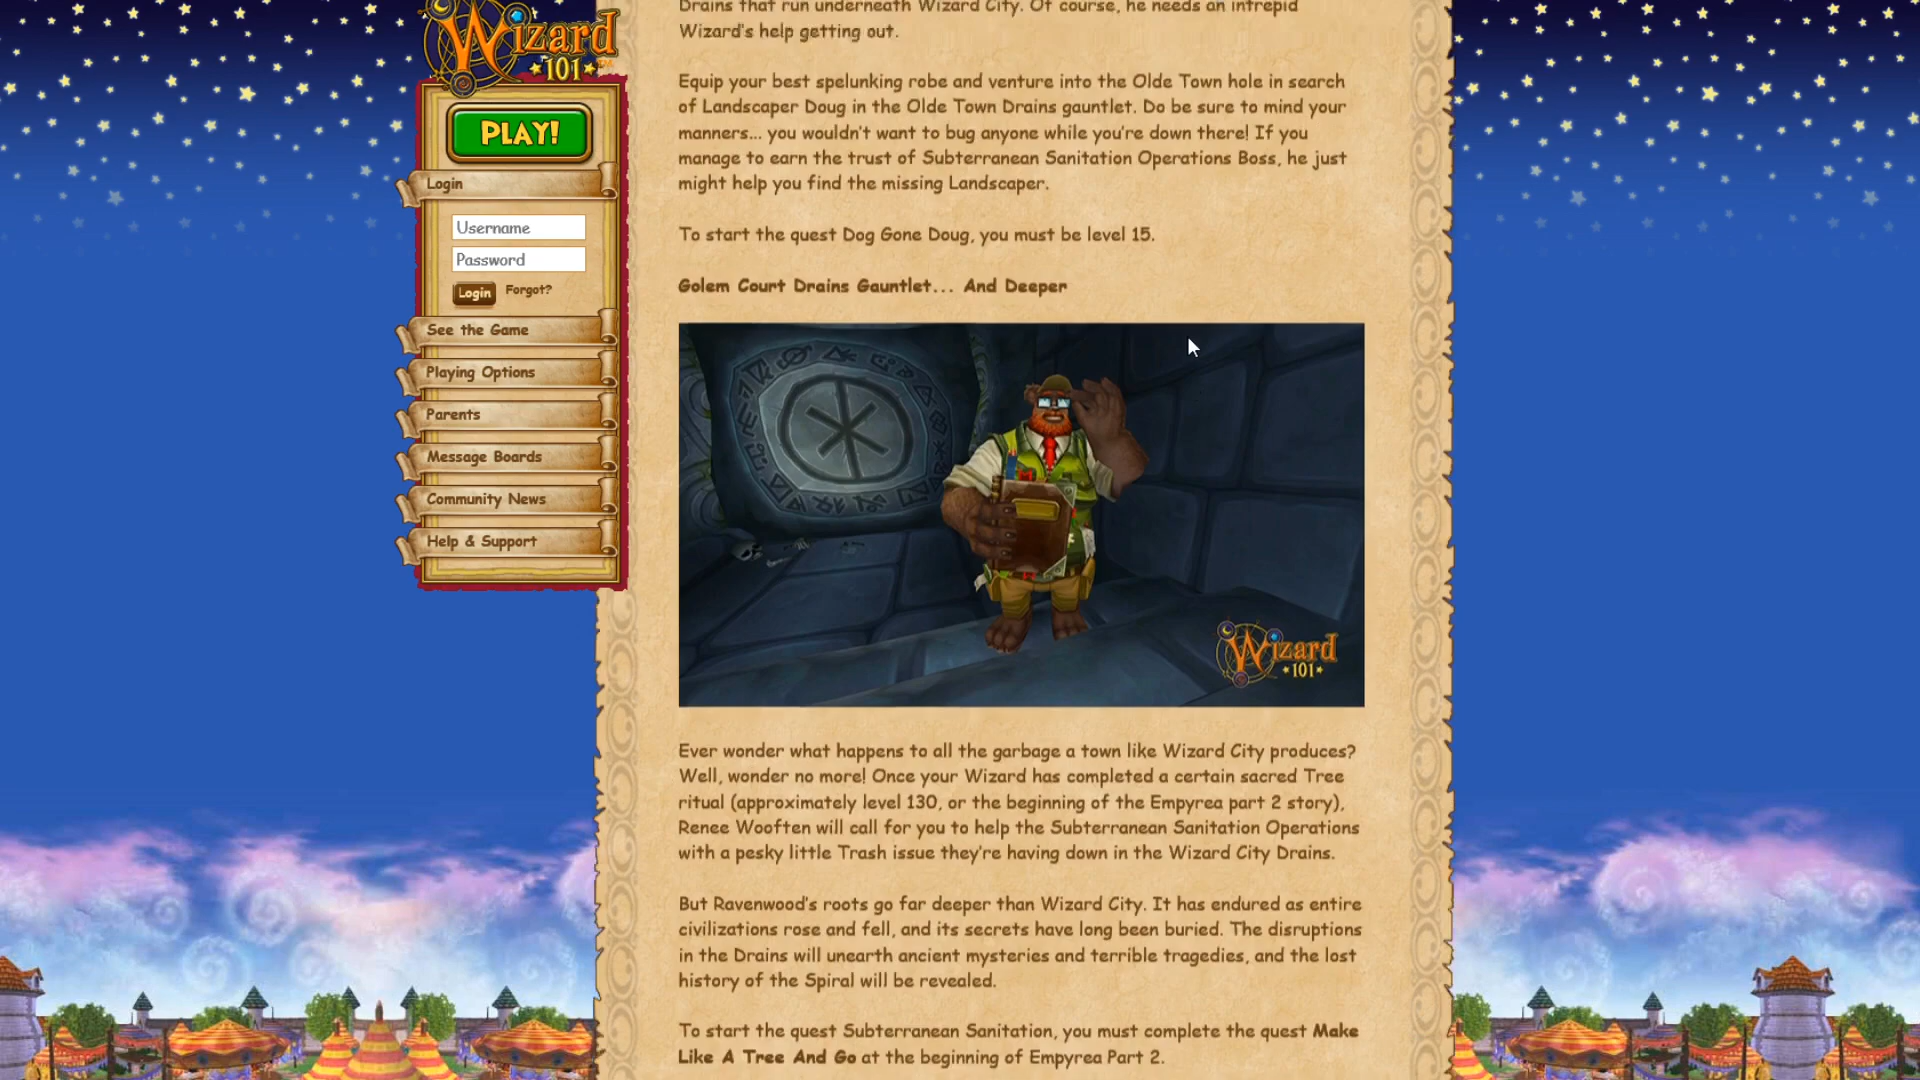 Wizard
101
PLAY!
Login
Username
Password
Login Forgot?
See the Game
Playing Options
Parents
Message Boards
Community News
Help & Support
Drains that run underneath Wizard City. Of course, he needs an intrepid
Wizard's help getting out.
Equip your best spelunking robe and venture into the Olde Town hole in search
of Landscaper Doug in the Olde Town Drains gauntlet. Do be sure to mind your
manners... you wouldn't want to bug anyone while you're down there! If you
manage to earn the trust of Subterranean Sanitation Operations Boss, he just
might help you find the missing Landscaper.
To start the quest Dog Gone Doug, you must be level 15.
Golem Court Drains Gauntlet... And Deeper
Wizard
101
Ever wonder what happens to all the garbage a town like Wizard City produces?
Well, wonder no more! Once your Wizard has completed a certain sacred Tree
ritual (approximately level 130, or the beginning of the Empyrea part 2 story),
Renee Wooften will call for you to help the Subterranean Sanitation Operations
with a pesky little Trash issue they're having down in the Wizard City Drains.
But Ravenwood's roots go far deeper than Wizard City. It has endured as entire
civilizations rose and fell, and its secrets have long been buried. The disruptions
in the Drains will unearth ancient mysteries and terrible tragedies, and the lost
history of the Spiral will be revealed.
To start the quest Subterranean Sanitation, you must complete the quest Make
Like A Tree And Go at the beginning of Empyrea Part 2.